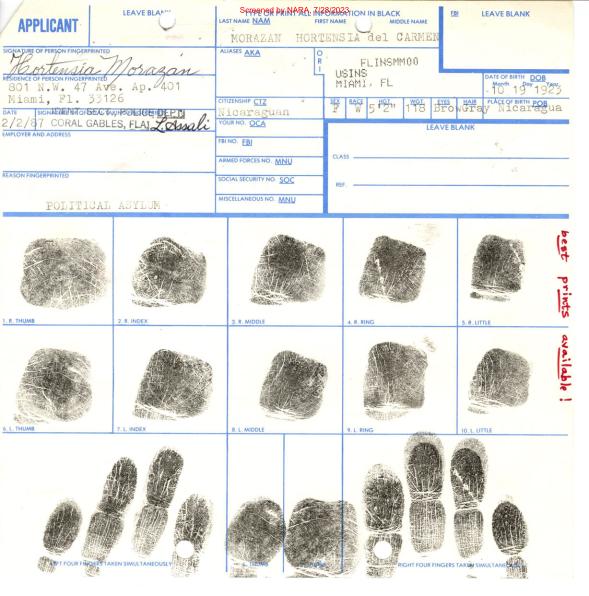 Screened by NARA, 7/28/2023
APPLICANT
LEAVE BLANK
TYPE OR PRINT ALL INFORMATION IN BLACK
LAST NAME NAM FIRST NAME MIDDLE NAME
FBI LEAVE BLANK
MORAZAN HORTENSIA del CARMEN
SIGNATURE OF PERSON FINGERPRINTED
Hortensia Morazán
ALIASES AKA
ORI
FLINSMM00
USINS
MIAMI, FL
RESIDENCE OF PERSON FINGERPRINTED
801 N.W. 47 Ave. Ap. 401
Miami, Fl. 33126
DATE OF BIRTH DOB
Month Day Year
10 19 1923
CITIZENSHIP CTZ
Nicaraguan
SEX RACE HGT. WGT. EYES HAIR PLACE OF BIRTH POB
F W 5'2" 118 Brow Gray Nicaragua
DATE
IDENT SECT, POLICE DEPT
2/2/87 CORAL GABLES, FLA L. Assali
YOUR NO. OCA
LEAVE BLANK
EMPLOYER AND ADDRESS
FBI NO. FBI
CLASS
ARMED FORCES NO. MNU
REASON FINGERPRINTED
SOCIAL SECURITY NO. SOC
REF.
MISCELLANEOUS NO. MNU
POLITICAL ASYLUM
best prints available!
1. R. THUMB 2. R. INDEX 3. R. MIDDLE 4. R. RING 5. R. LITTLE
6. L. THUMB 7. L. INDEX 8. L. MIDDLE 9. L. RING 10. L. LITTLE
LEFT FOUR FINGERS TAKEN SIMULTANEOUSLY L. THUMB R. THUMB RIGHT FOUR FINGERS TAKEN SIMULTANEOUSLY